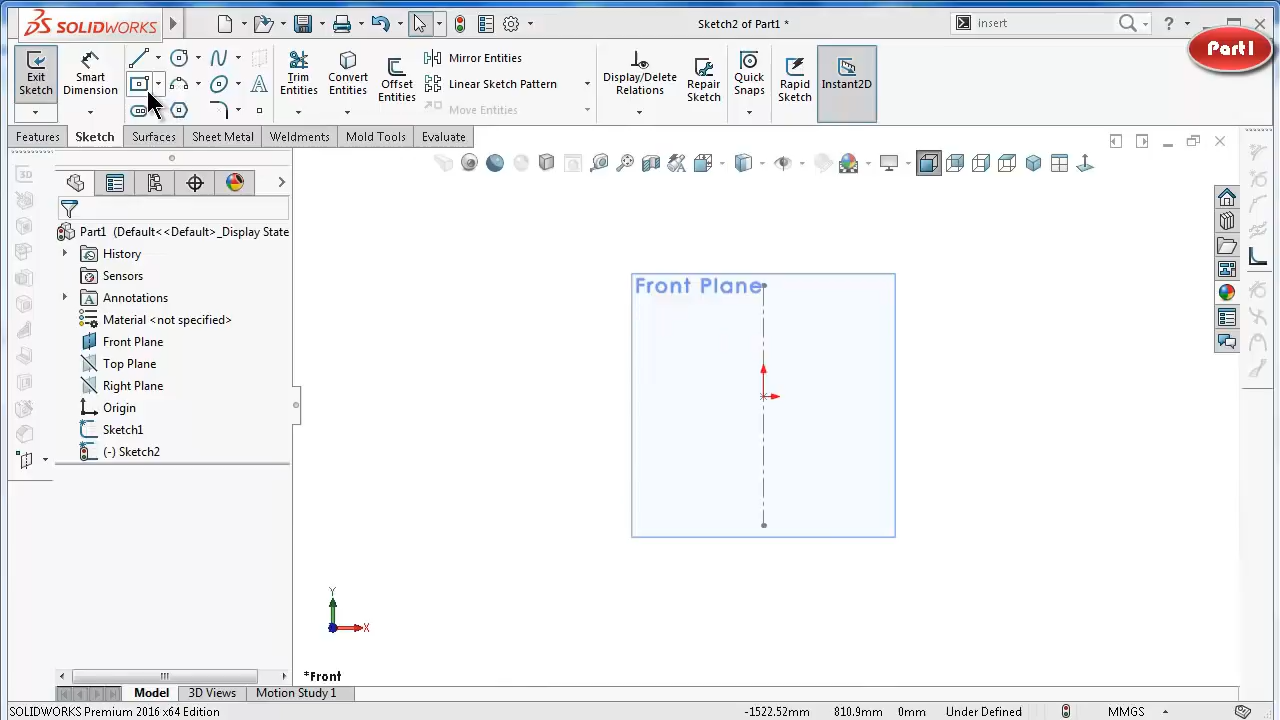 SOLIDWORKS
Sketch2 of Part1 *
insert
Part1
Exit
Sketch
Smart
Dimension
Trim
Entities
Convert
Entities
Offset
Entities
Mirror Entities
Linear Sketch Pattern
Move Entities
Display/Delete
Relations
Repair
Sketch
Quick
Snaps
Rapid
Sketch
Instant2D
Features
Sketch
Surfaces
Sheet Metal
Weldments
Mold Tools
Evaluate
Part1 (Default<<Default>_Display State
History
Sensors
Annotations
Material <not specified>
Front Plane
Top Plane
Right Plane
Origin
Sketch1
(-) Sketch2
Front Plane
Y
X
*Front
Model
3D Views
Motion Study 1
SOLIDWORKS Premium 2016 x64 Edition
-1522.52mm
810.9mm
0mm
Under Defined
MMGS